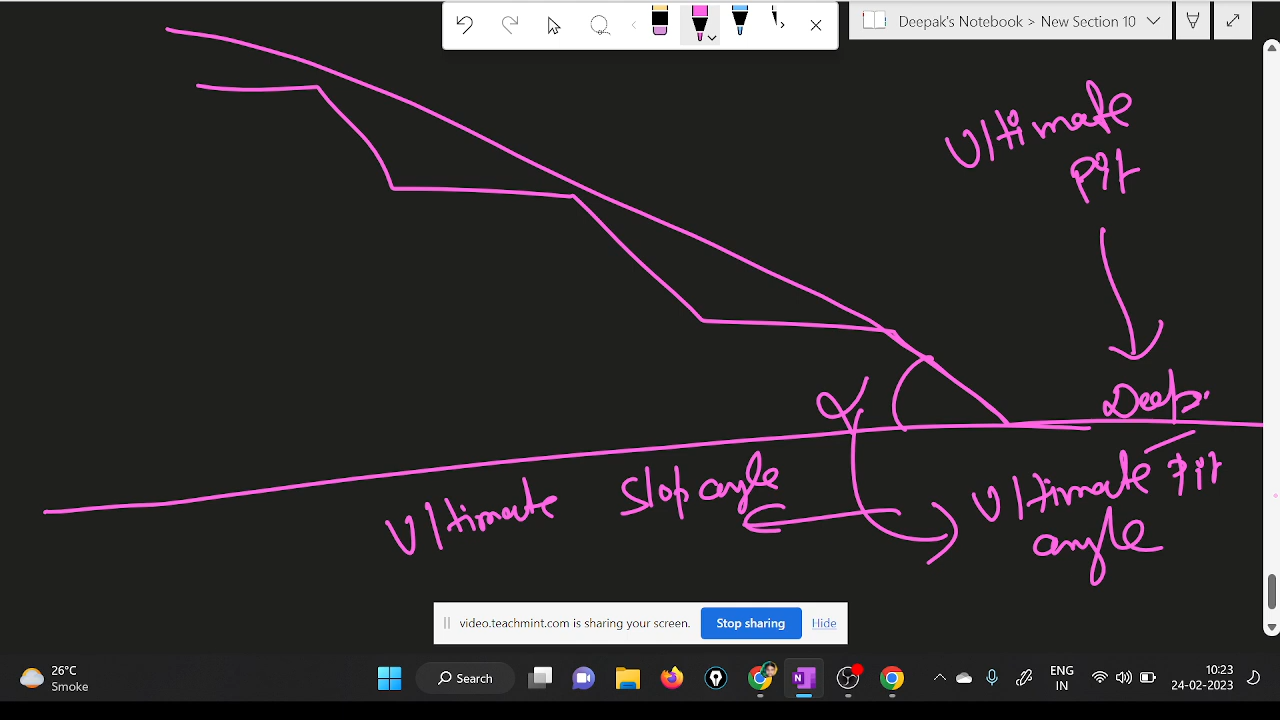 Deepak's Notebook > New Section 10
Ultimate
pit
Deep.
α
Ultimate Slop angle
Ultimate Pit
angle
video.teachmint.com is sharing your screen.
Stop sharing
Hide
26°C
Smoke
Search
ENG
IN
10:23
24-02-2023